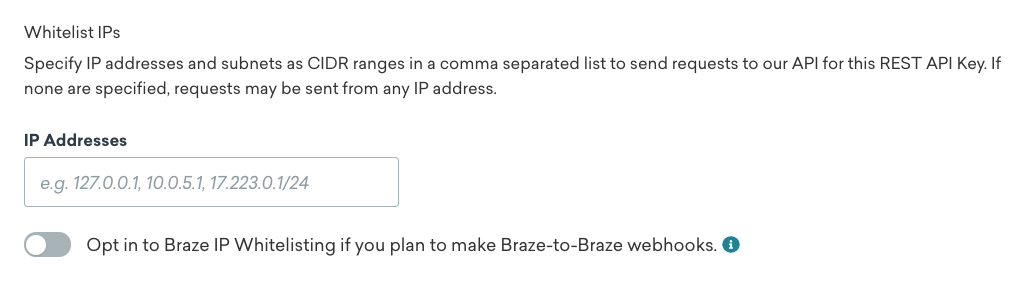 Whitelist IPs
Specify IP addresses and subnets as CIDR ranges in a comma separated list to send requests to our API for this REST API Key. If
none are specified, requests may be sent from any IP address.
IP Addresses
e.g. 127.0.0.1, 10.0.5.1, 17.223.0.1/24
Opt in to Braze IP Whitelisting if you plan to make Braze-to-Braze webhooks.